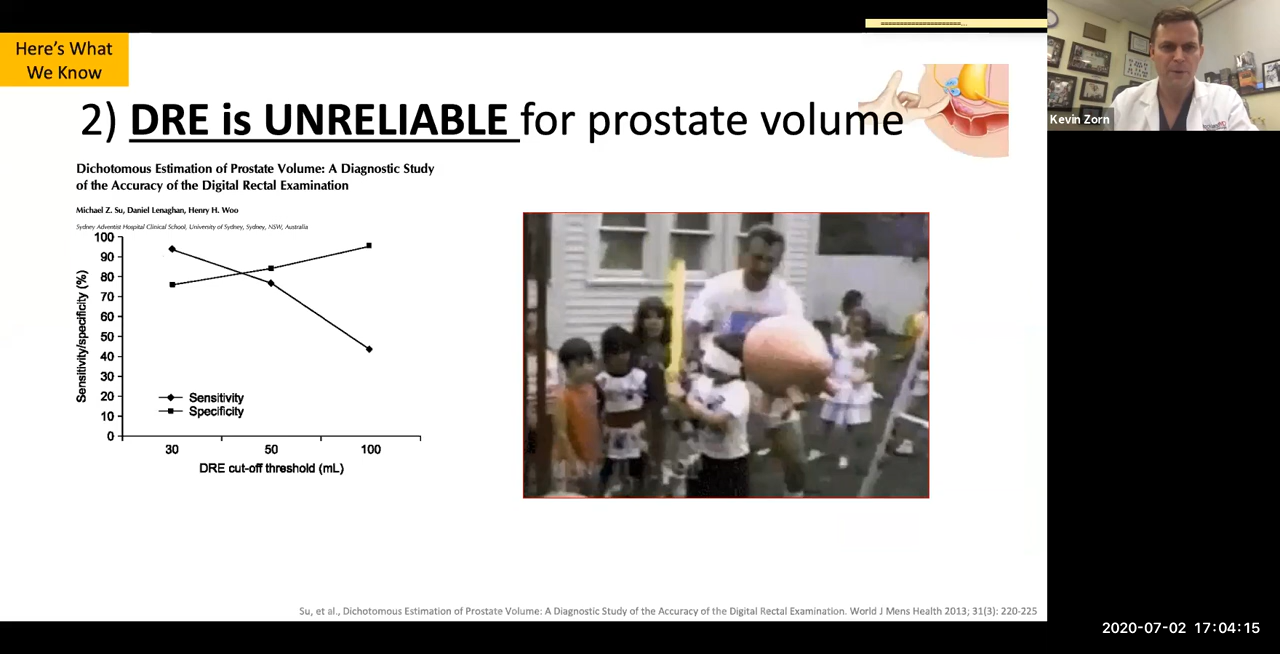 Here's What
We Know
2) DRE is UNRELIABLE for prostate volume
Kevin Zorn
Dichotomous Estimation of Prostate Volume: A Diagnostic Study
of the Accuracy of the Digital Rectal Examination
Michael Z. Su, Daniel Lenaghan, Henry H. Woo
Sydney Adventist Hospital Clinical School, University of Sydney, Sydney, NSW, Australia
Sensitivity/specificity (%)
100
90
80
70
60
50
40
30
20
10
0
Sensitivity
Specificity
30 50 100
DRE cut-off threshold (mL)
Su, et al., Dichotomous Estimation of Prostate Volume: A Diagnostic Study of the Accuracy of the Digital Rectal Examination. World J Mens Health 2013; 31(3): 220-225
2020-07-02 17:04:15